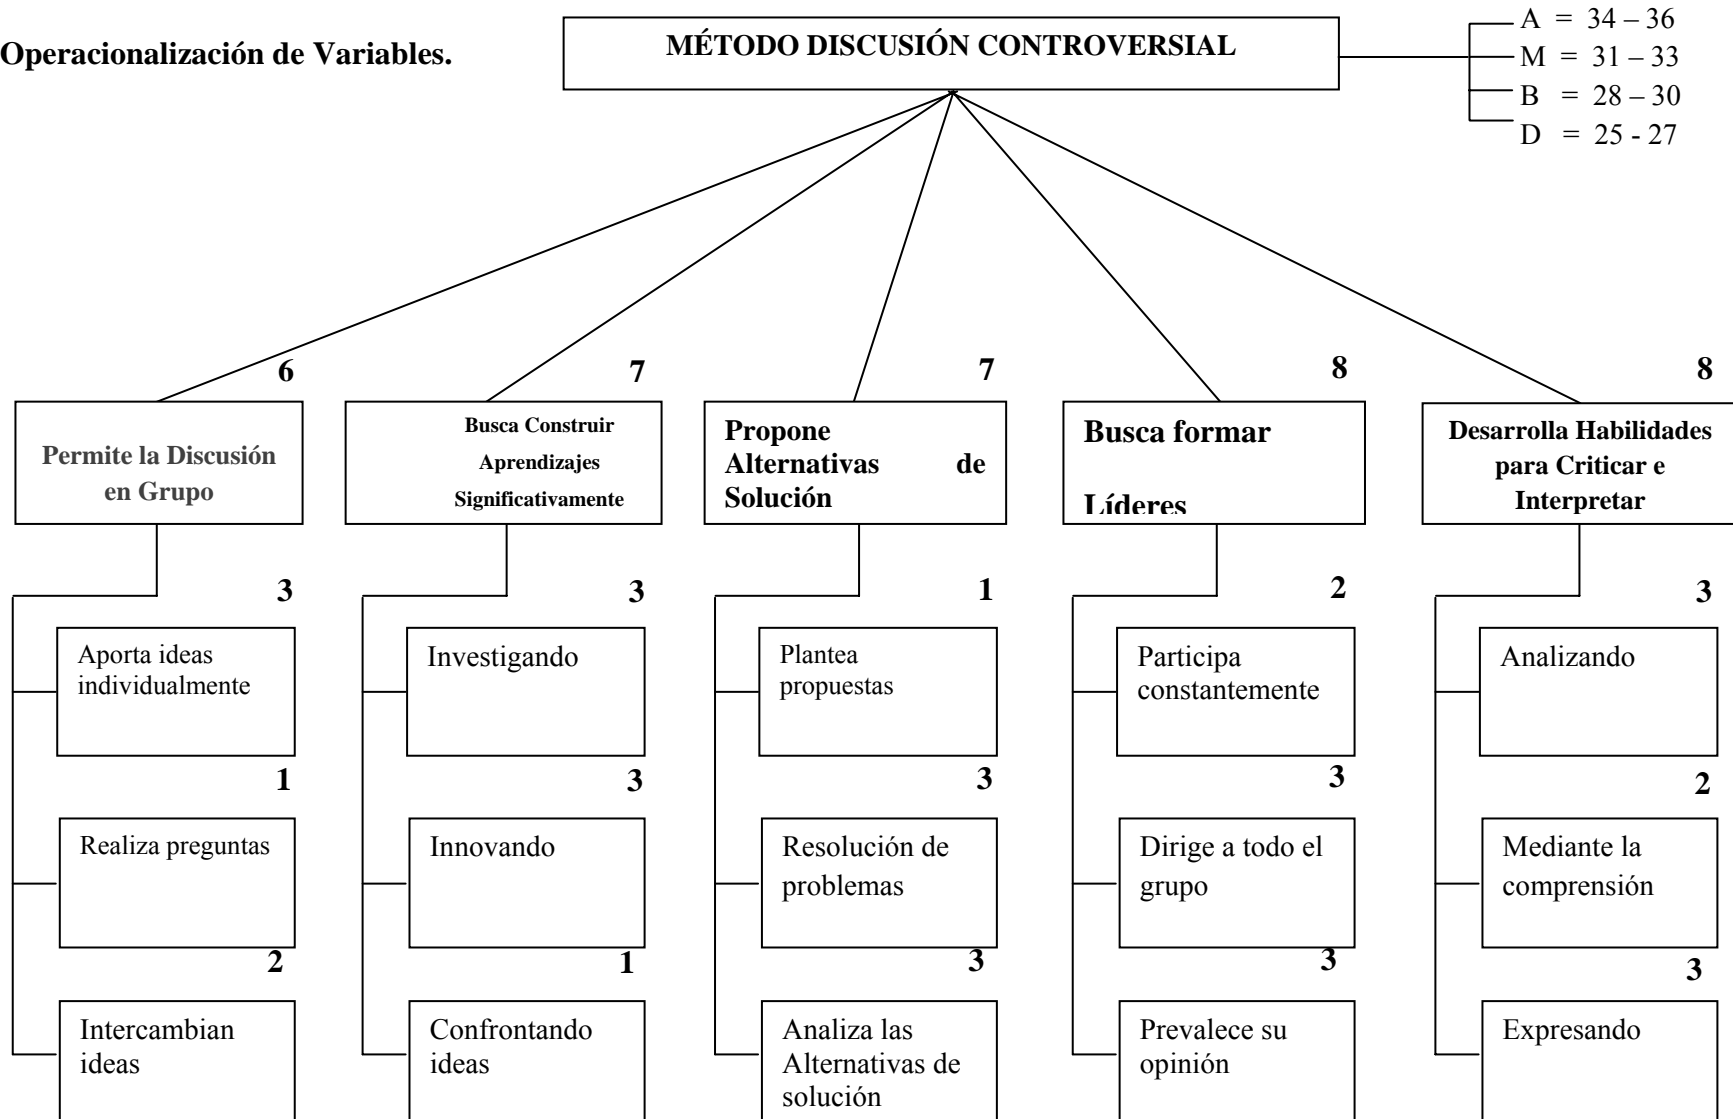 Operacionalización de Variables.
MÉTODO DISCUSIÓN CONTROVERSIAL
A = 34 – 36
M = 31 – 33
B = 28 – 30
D = 25 - 27
6
7
7
8
8
Permite la Discusión
en Grupo
Busca Construir
Aprendizajes
Significativamente
Propone
Alternativas de
Solución
Busca formar
Líderes
Desarrolla Habilidades
para Criticar e
Interpretar
3
3
1
2
3
Aporta ideas
individualmente
Investigando
Plantea
propuestas
Participa
constantemente
Analizando
1
3
3
3
2
Realiza preguntas
Innovando
Resolución de
problemas
Dirige a todo el
grupo
Mediante la
comprensión
2
1
3
3
3
Intercambian
ideas
Confrontando
ideas
Analiza las
Alternativas de
solución
Prevalece su
opinión
Expresando